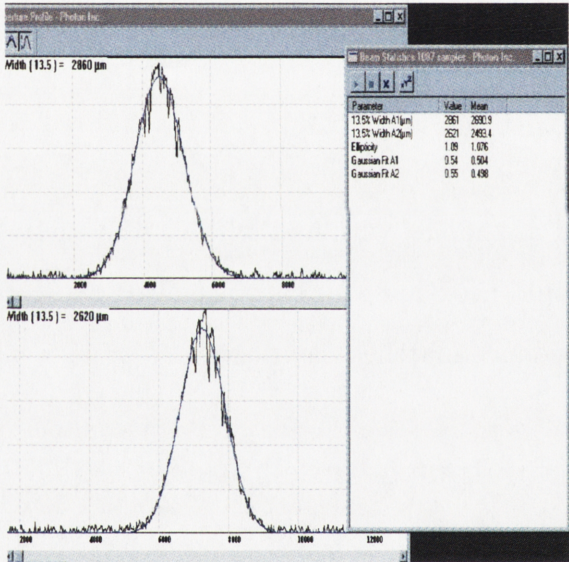 erture Profile - Photon Inc.
Width ( 13.5 ) = 2860 µm
2000 4000 6000 8000
Width ( 13.5 ) = 2620 µm
2000 4000 6000 8000 10000 12000
Beam Statistics 1087 samples - Photon Inc.
Parameter Value Mean
13.5% Width A1[µm] 2861 2690.9
13.5% Width A2[µm] 2621 2493.4
Ellipticity 1.09 1.076
Gaussian Fit A1 0.54 0.504
Gaussian Fit A2 0.55 0.498